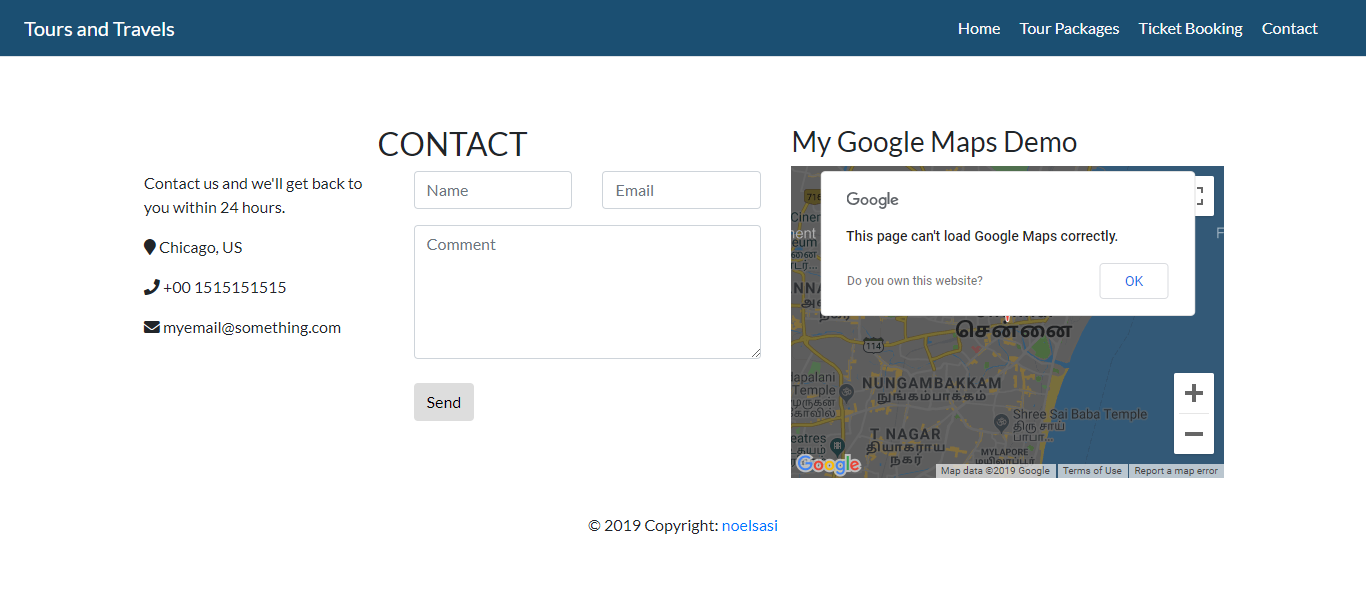 Tours and Travels
Home
Tour Packages
Ticket Booking
Contact
CONTACT
Contact us and we'll get back to
you within 24 hours.
Chicago, US
+00 1515151515
myemail@something.com
Name
Email
Comment
Send
My Google Maps Demo
Google
This page can't load Google Maps correctly.
Do you own this website?
OK
சென்னை
114
NUNGAMBAKKAM
நுங்கம்பாக்கம்
Temple
Shree Sai Baba Temple
திரு சாய்
பாபா...
T NAGAR
தியாகராய
நகர்
MYLAPORE
Google
Map data ©2019 Google
Terms of Use
Report a map error
© 2019 Copyright: noelsasi